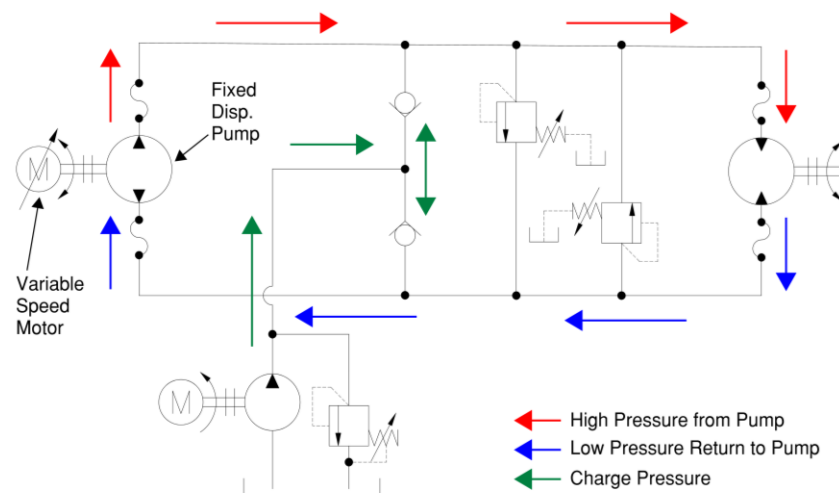 Fixed
Disp.
Pump
M
Variable
Speed
Motor
M
High Pressure from Pump
Low Pressure Return to Pump
Charge Pressure